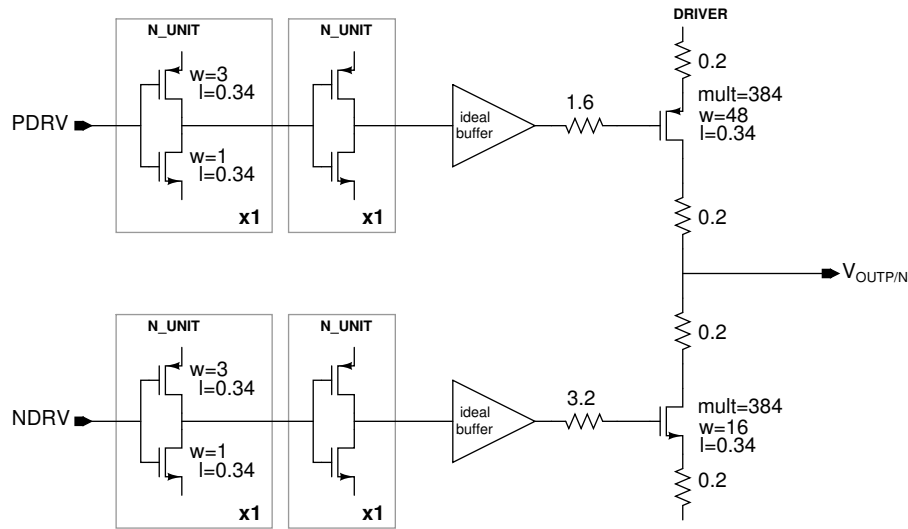 DRIVER
N_UNIT
N_UNIT
0.2
w=3
l=0.34
mult=384
w=48
l=0.34
ideal
buffer
1.6
PDRV
w=1
l=0.34
x1
x1
0.2
V_OUTP/N
N_UNIT
N_UNIT
0.2
w=3
l=0.34
mult=384
w=16
l=0.34
ideal
buffer
3.2
NDRV
w=1
l=0.34
0.2
x1
x1